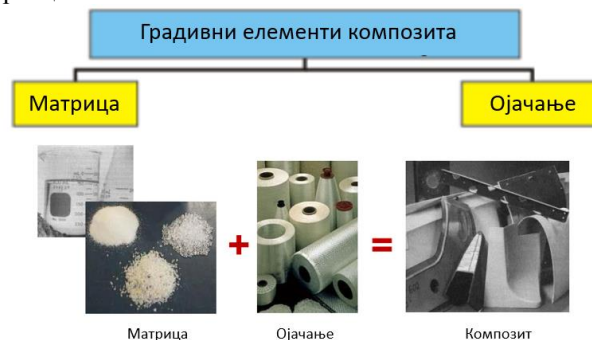 Градивни елементи композита
Матрица
Ојачање
+
=
Матрица
Ојачање
Композит